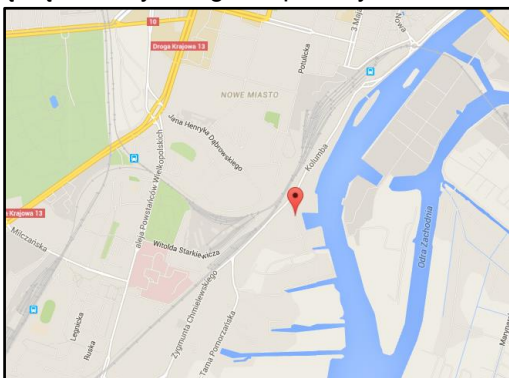 10
3 Maja
Nowa
Droga Krajowa 13
Potulicka
NOWE MIASTO
Jana Henryka Dąbrowskiego
Kolumba
aleja Powstańców Wielkopolskich
Krajowa 13
Milczańska
Odra Zachodnia
Witolda Starkiewicza
Zygmunta Chmielewskiego
Legnicka
Ruska
Tama Pomorzańska